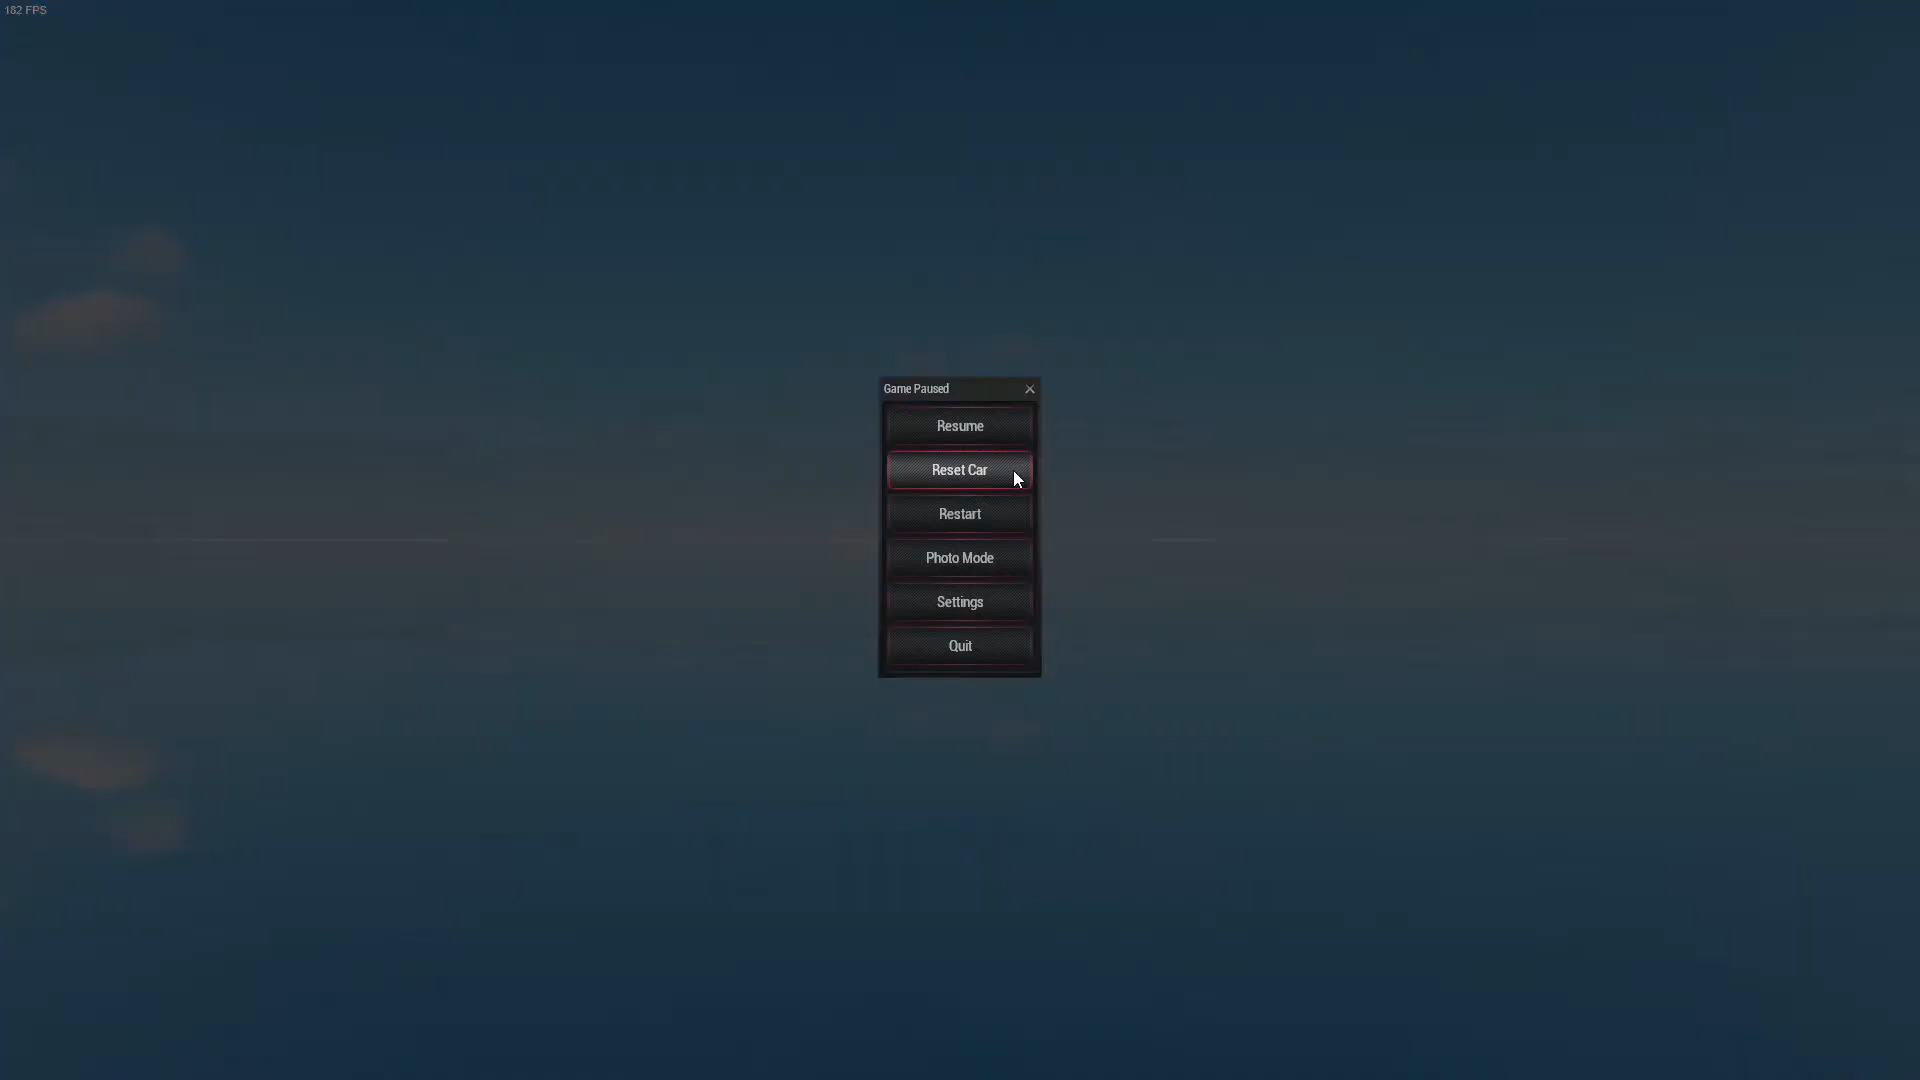 182 FPS
Game Paused
Resume
Reset Car
Restart
Photo Mode
Settings
Quit